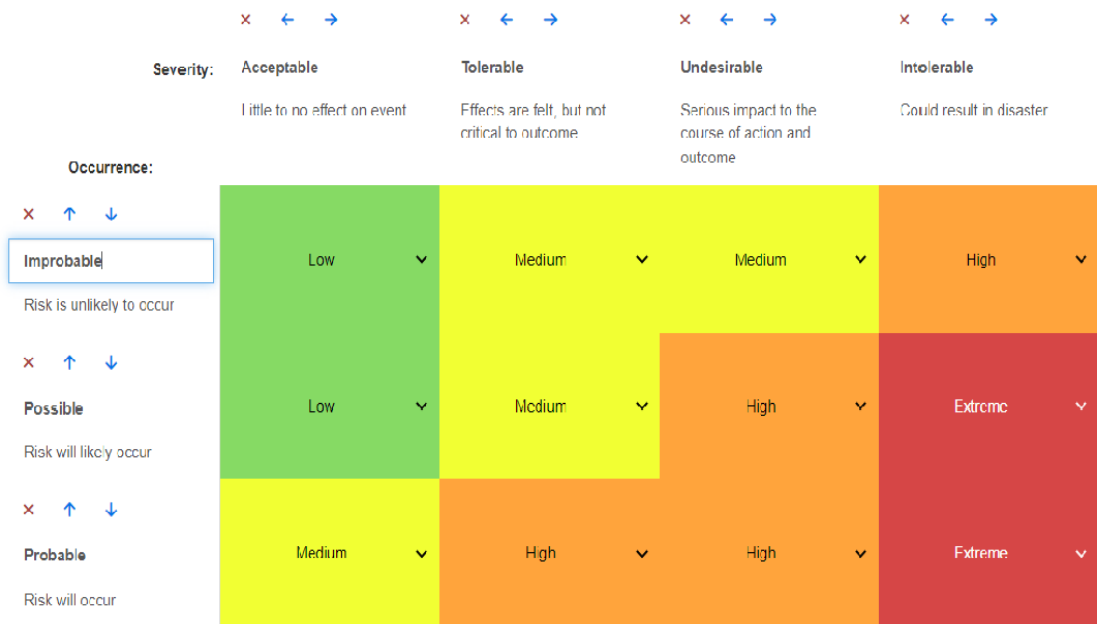 Severity:
Acceptable
Tolerable
Undesirable
Intolerable
Little to no effect on event
Effects are felt, but not
critical to outcome
Serious impact to the
course of action and
outcome
Could result in disaster
Occurrence:
Improbable
Risk is unlikely to occur
Low
Medium
Medium
High
Possible
Risk will likely occur
Low
Medium
High
Extreme
Probable
Risk will occur
Medium
High
High
Extreme